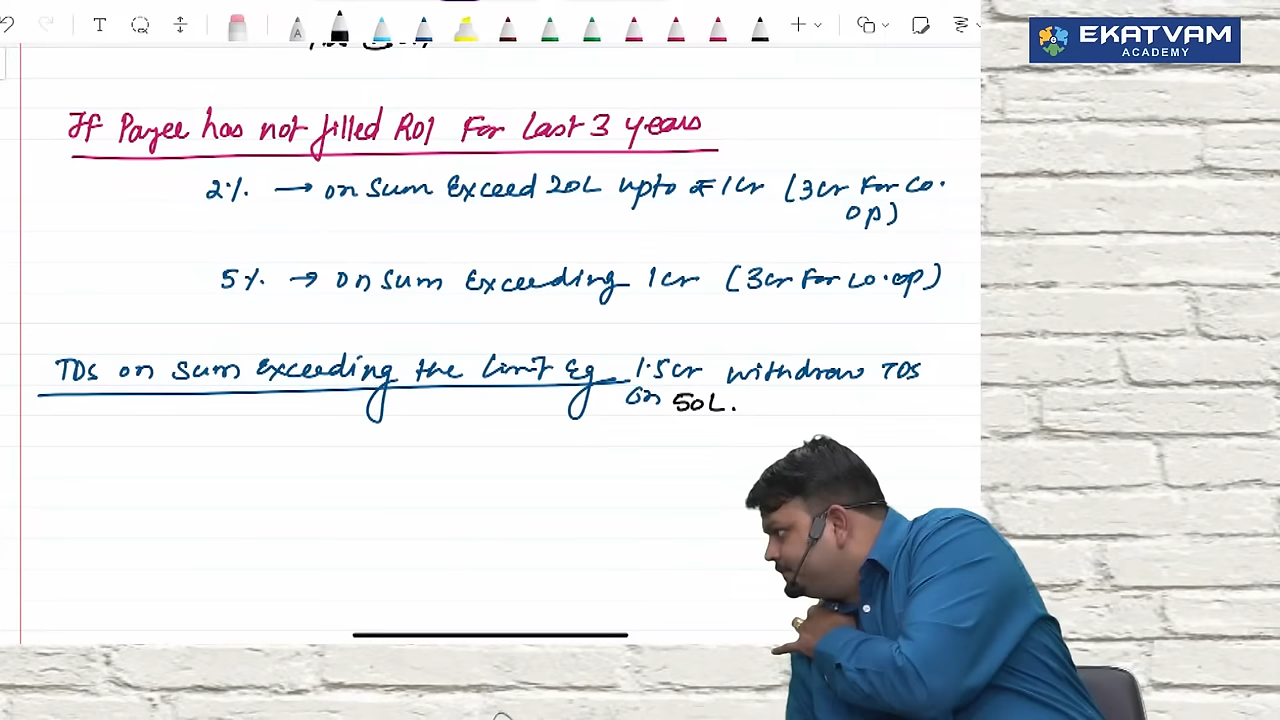 EKATVAM
ACADEMY
If Payee has not filled ROI For Last 3 years
2%. → on Sum Exceed 20L upto ₹ 1Cr (3cr For Co.
op)
5%. → on Sum Exceeding 1cr (3cr For Co.op)
TDS on Sum Exceeding the Limit Eg 1.5cr withdraw TDS
on 50L.